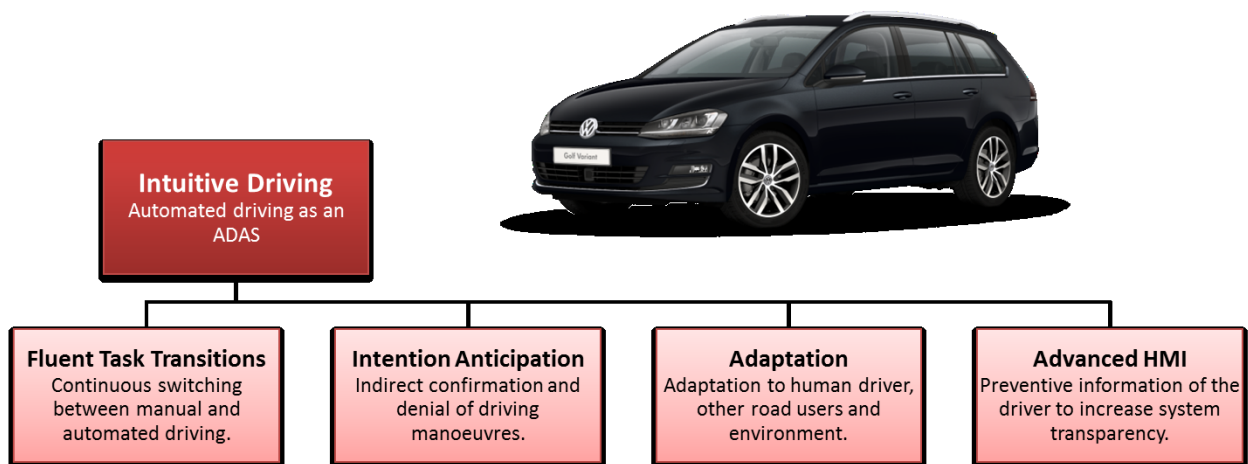 Golf Variant
Intuitive Driving
Automated driving as an
ADAS
Fluent Task Transitions
Continuous switching
between manual and
automated driving.
Intention Anticipation
Indirect confirmation and
denial of driving
manoeuvres.
Adaptation
Adaptation to human driver,
other road users and
environment.
Advanced HMI
Preventive information of the
driver to increase system
transparency.